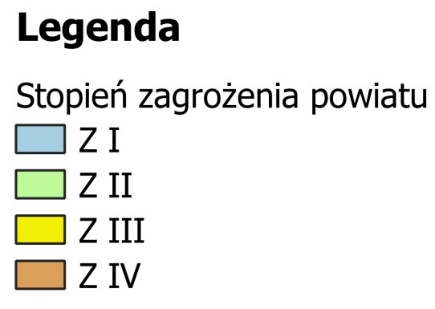 Legenda
Stopień zagrożenia powiatu
Z I
Z II
Z III
Z IV